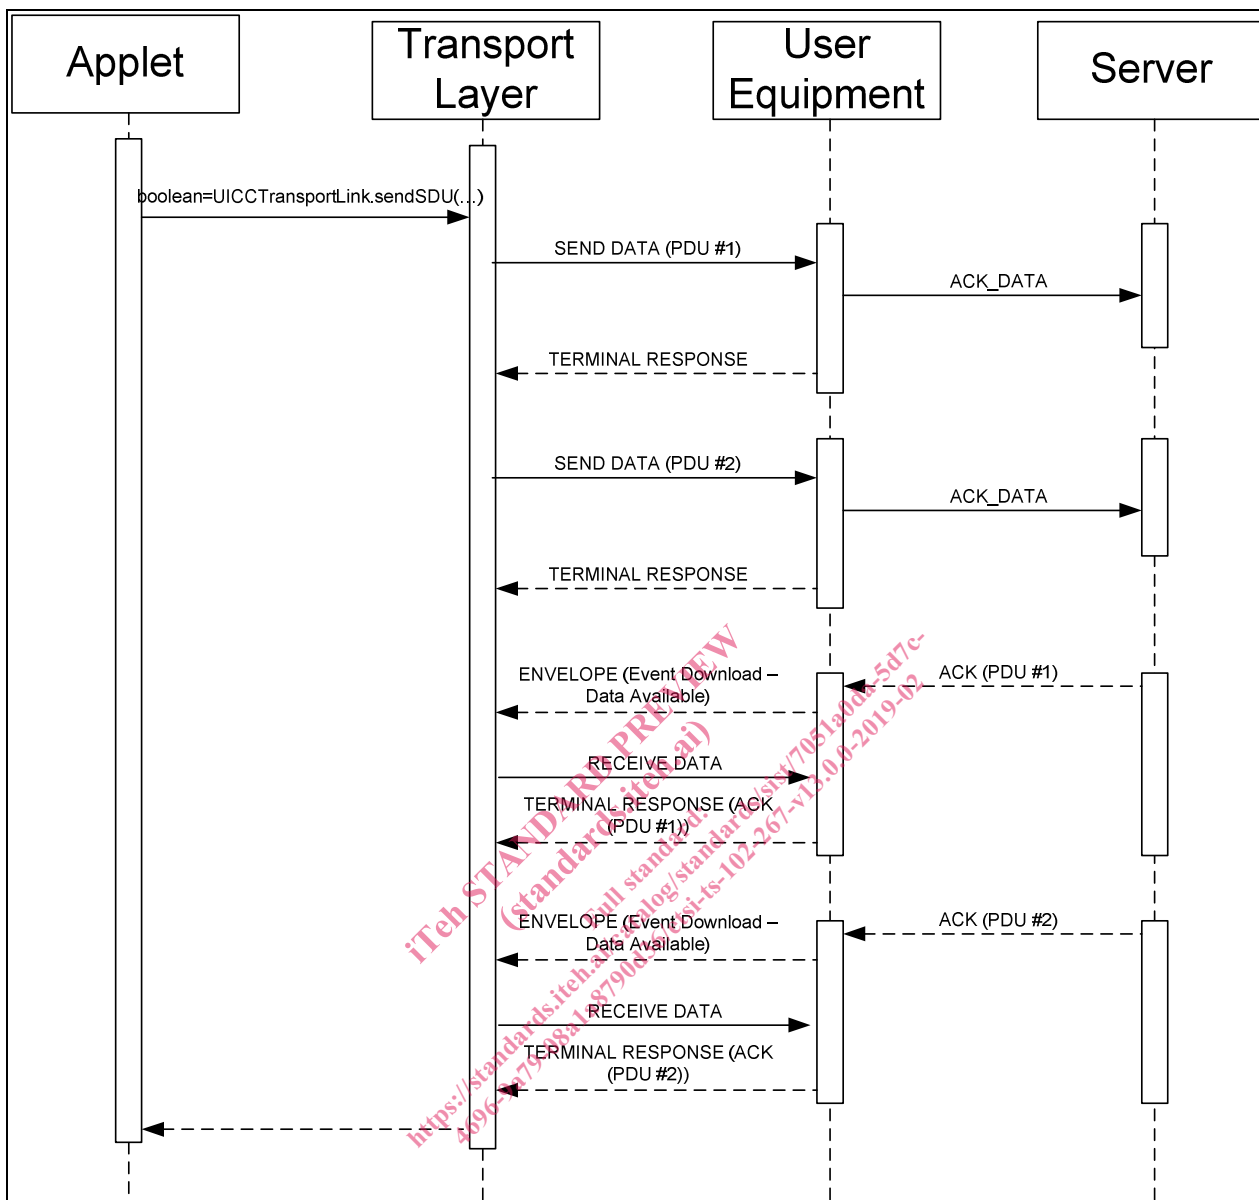 Applet
Transport
Layer
User
Equipment
Server
boolean=UICCTransportLink.sendSDU(...)
SEND DATA (PDU #1)
ACK_DATA
TERMINAL RESPONSE
SEND DATA (PDU #2)
ACK_DATA
TERMINAL RESPONSE
ENVELOPE (Event Download –
Data Available)
ACK (PDU #1)
RECEIVE DATA
TERMINAL RESPONSE (ACK
(PDU #1))
ENVELOPE (Event Download –
Data Available)
ACK (PDU #2)
RECEIVE DATA
TERMINAL RESPONSE (ACK
(PDU #2))
iTeh STANDARD PREVIEW
(standards.iteh.ai)
Full standard: